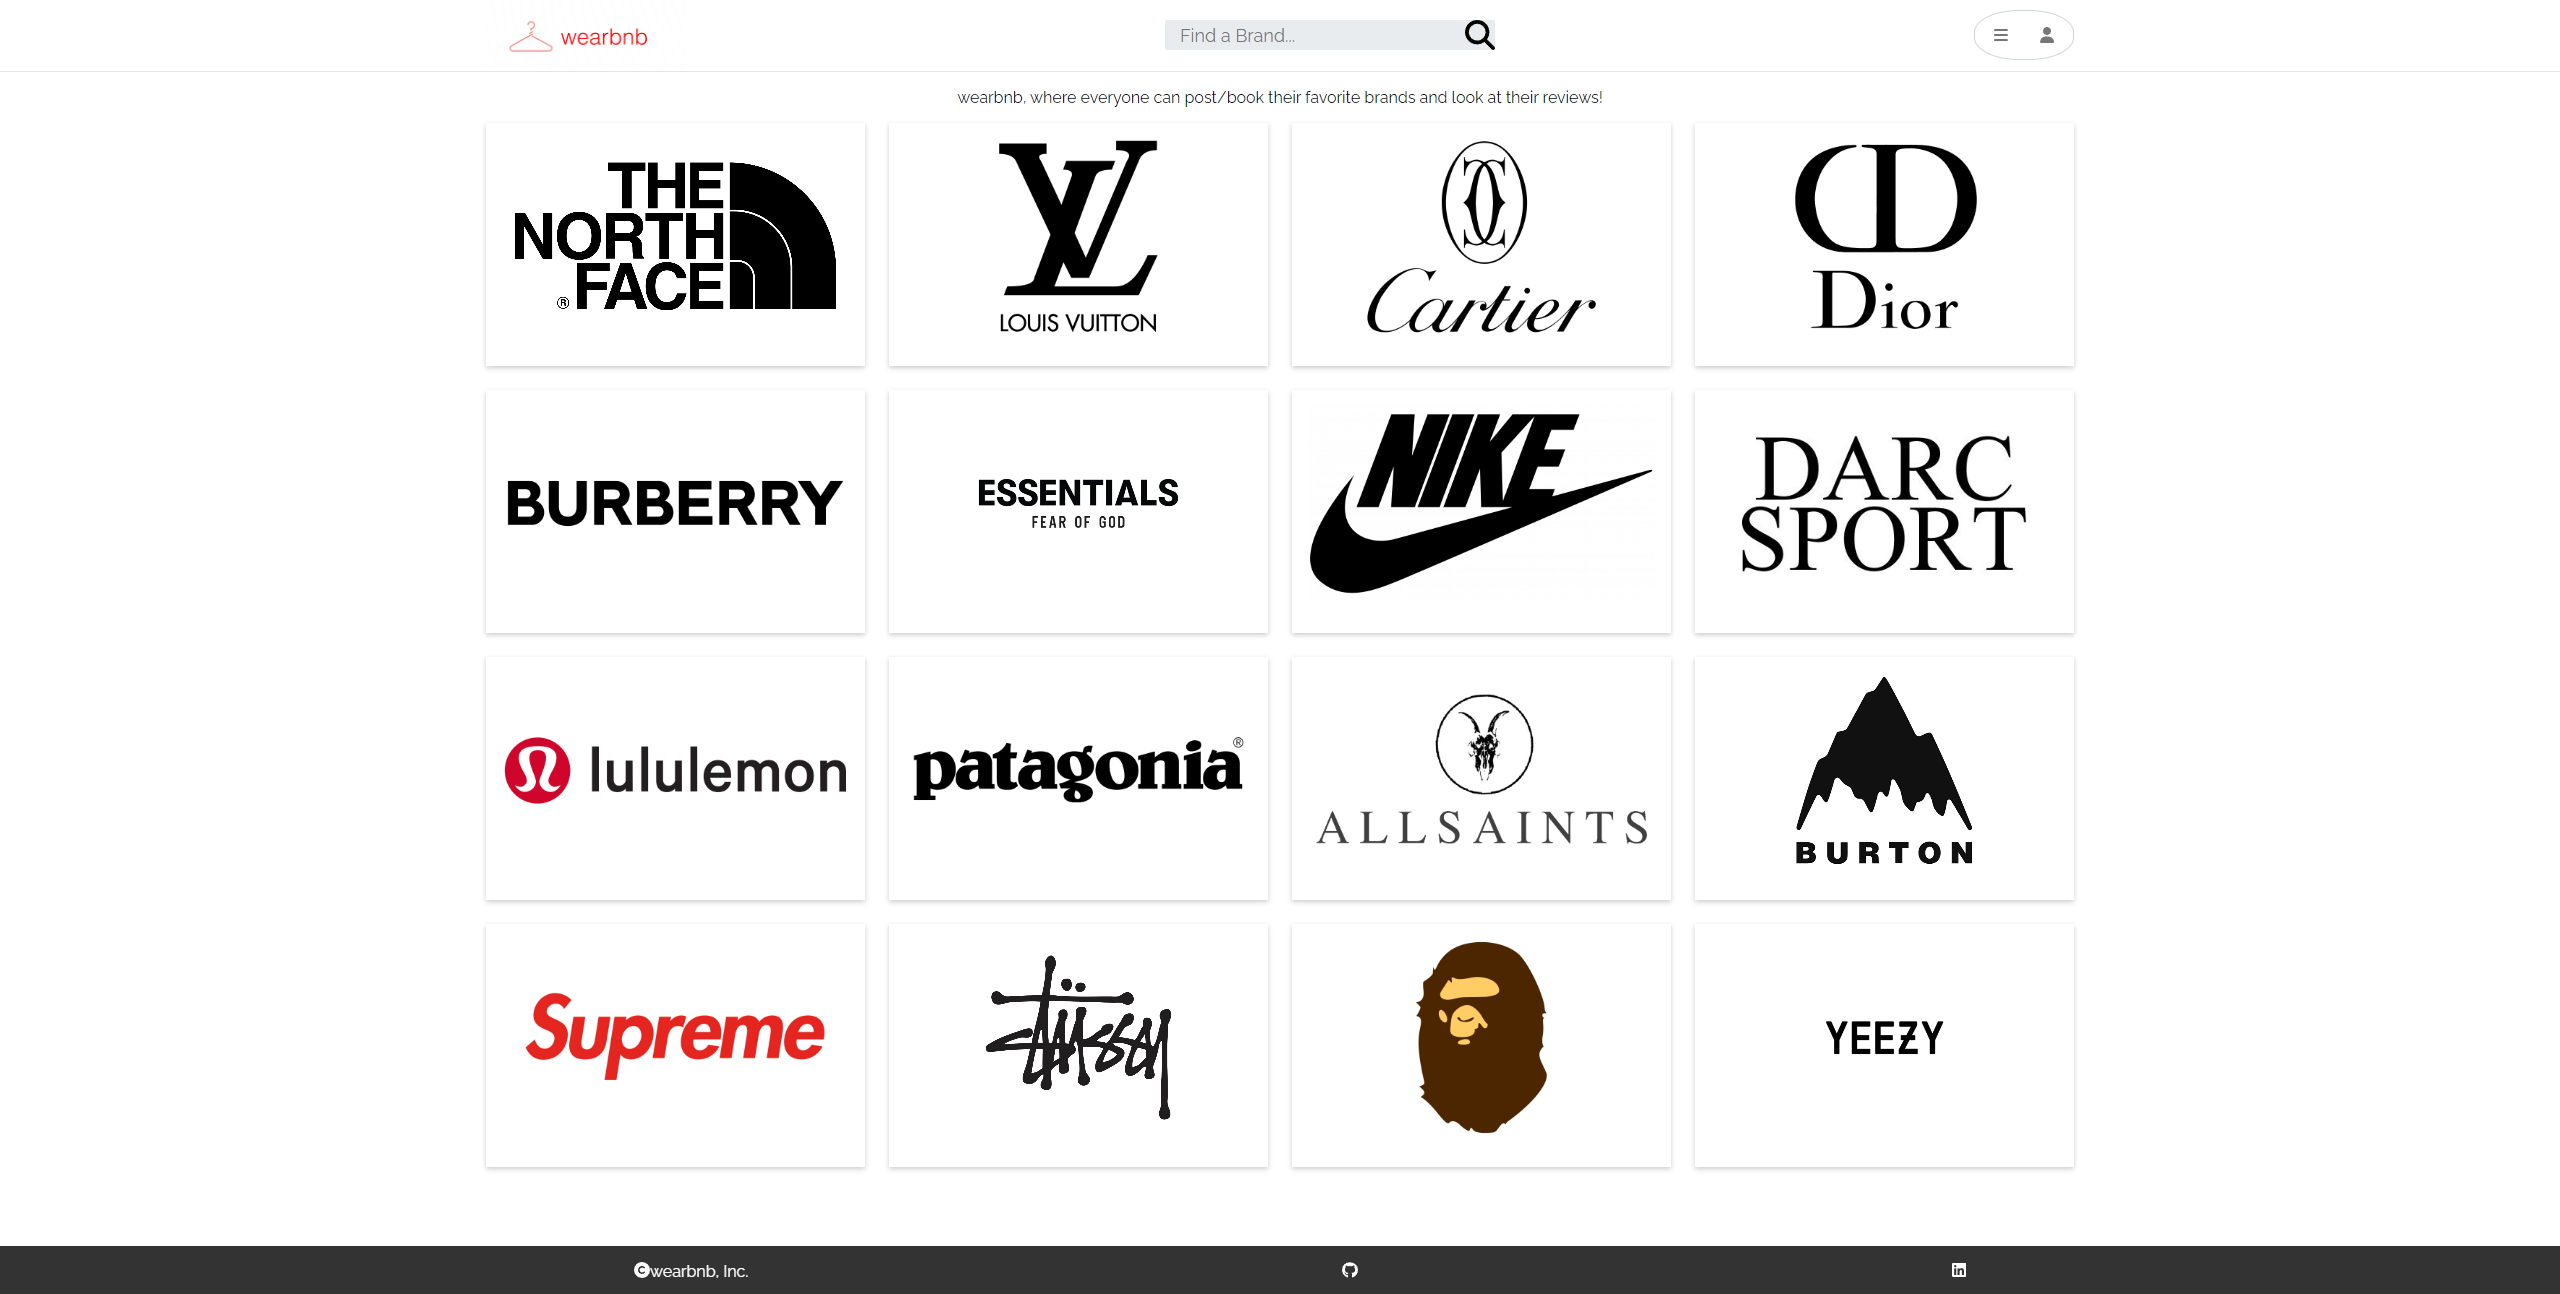 wearbnb
Find a Brand...
wearbnb, where everyone can post/book their favorite brands and look at their reviews!
THE
NORTH
® FACE
LV
LOUIS VUITTON
Cartier
CD
Dior
BURBERRY
ESSENTIALS
FEAR OF GOD
NIKE
DARC
SPORT
lululemon
patagonia®
ALLSAINTS
BURTON
Supreme
Stüssy
YEEZY
©wearbnb, Inc.
in